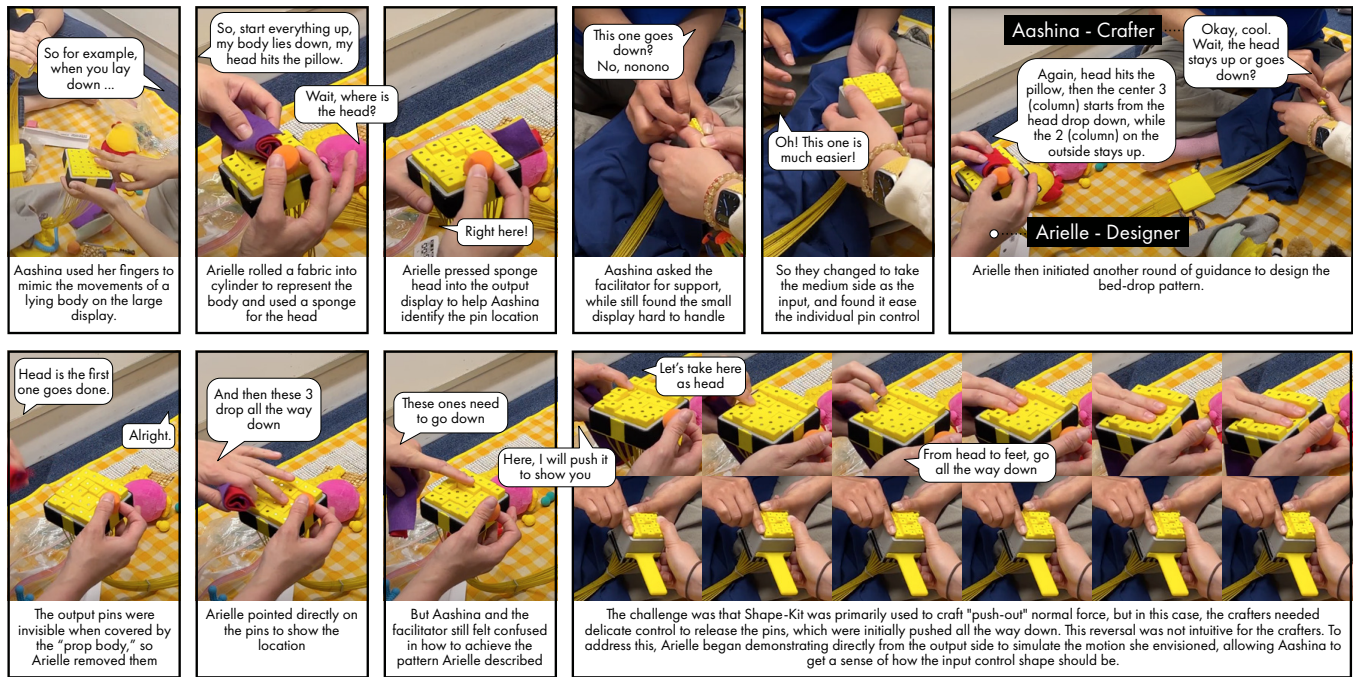 So for example,
when you lay
down ...
Aashina used her fingers to
mimic the movements of a
lying body on the large
display.
So, start everything up,
my body lies down, my
head hits the pillow.
Wait, where is
the head?
Arielle rolled a fabric into
cylinder to represent the
body and used a sponge
for the head
Right here!
Arielle pressed sponge
head into the output
display to help Aashina
identify the pin location
This one goes
down?
No, nonono
Aashina asked the
facilitator for support,
while still found the small
display hard to handle
Oh! This one is
much easier!
So they changed to take
the medium side as the
input, and found it ease
the individual pin control
Aashina - Crafter
Okay, cool.
Wait, the head
stays up or goes
down?
Again, head hits the
pillow, then the center 3
(column) starts from the
head drop down, while
the 2 (column) on the
outside stays up.
Arielle - Designer
Arielle then initiated another round of guidance to design the
bed-drop pattern.
Head is the first
one goes done.
Alright.
The output pins were
invisible when covered by
the “prop body,” so
Arielle removed them
And then these 3
drop all the way
down
Arielle pointed directly on
the pins to show the
location
These ones need
to go down
But Aashina and the
facilitator still felt confused
in how to achieve the
pattern Arielle described
Let’s take here
as head
Here, I will push it
to show you
From head to feet, go
all the way down
The challenge was that Shape-Kit was primarily used to craft "push-out" normal force, but in this case, the crafters needed
delicate control to release the pins, which were initially pushed all the way down. This reversal was not intuitive for the crafters. To
address this, Arielle began demonstrating directly from the output side to simulate the motion she envisioned, allowing Aashina to
get a sense of how the input control shape should be.